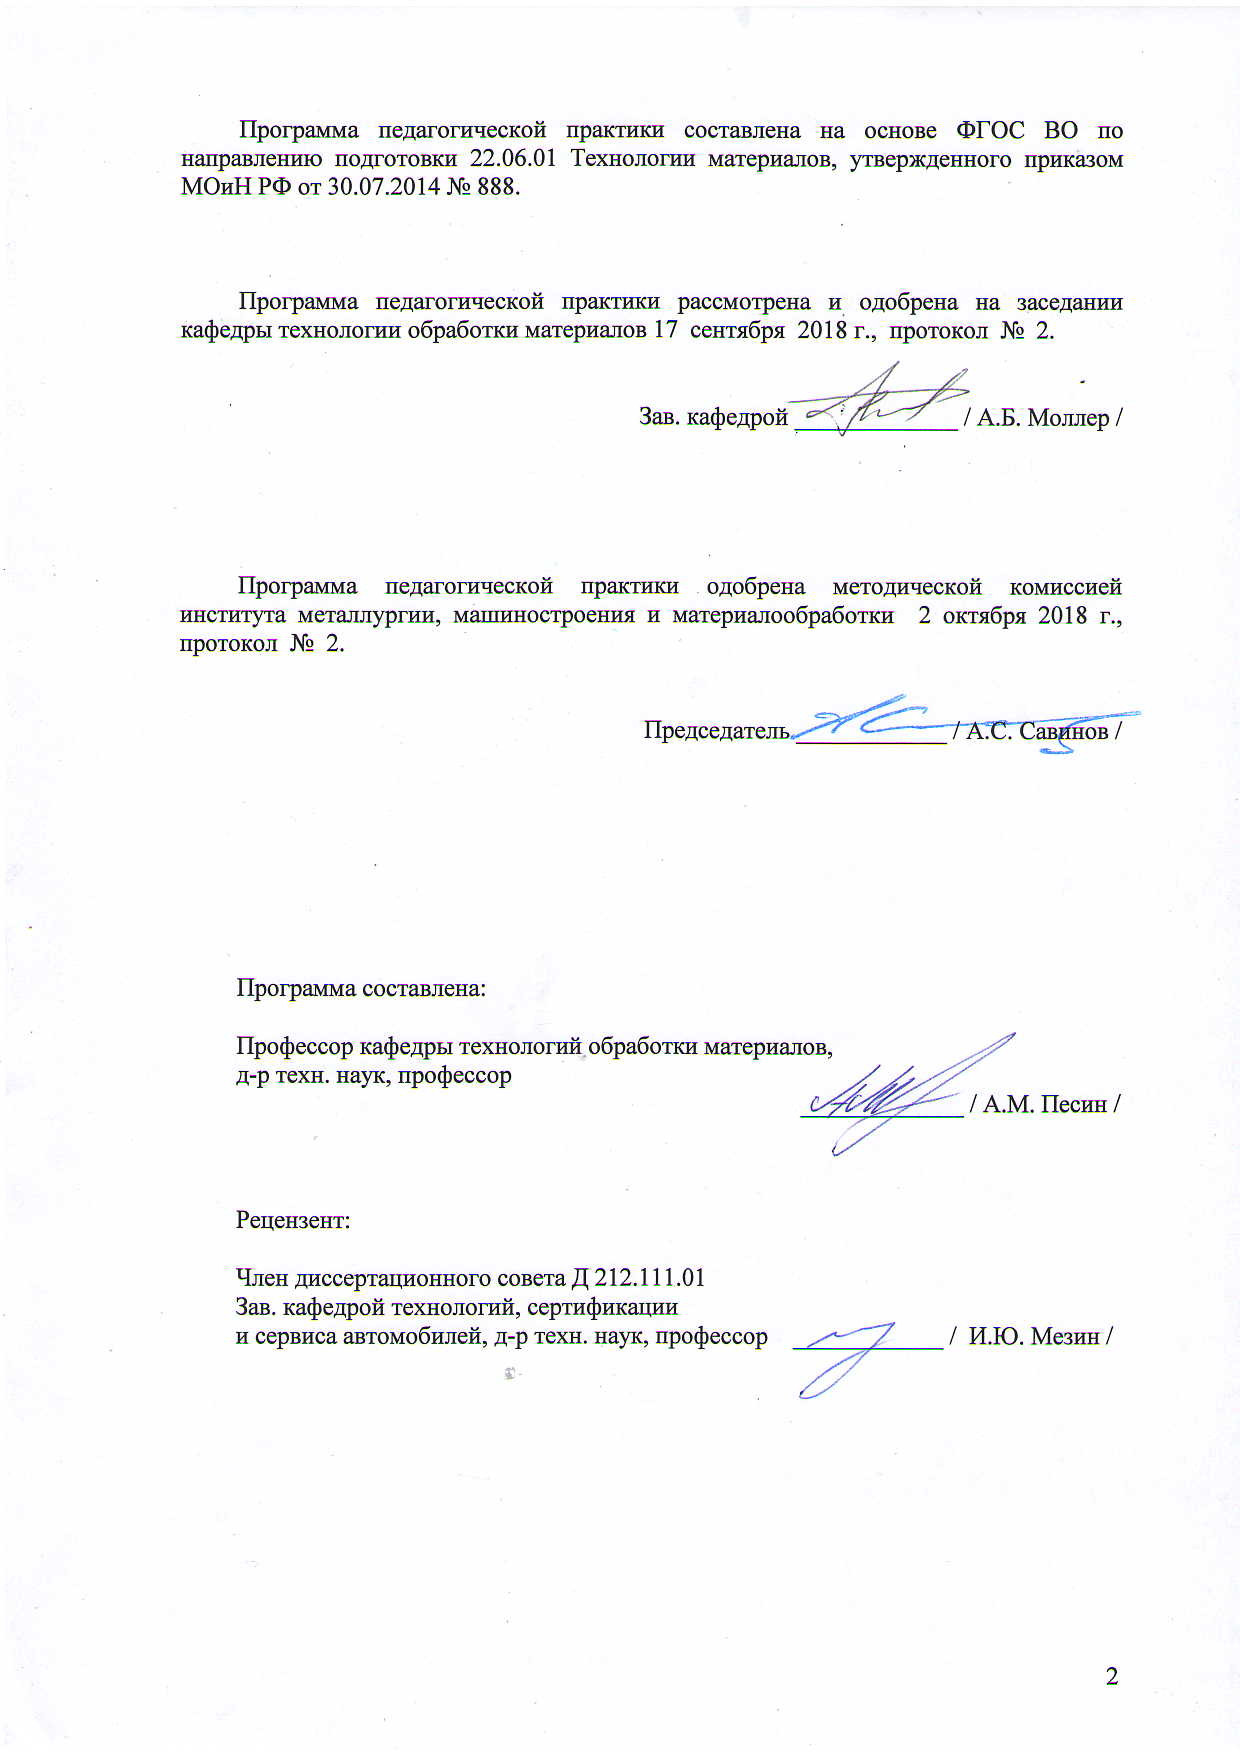 Программа педагогической практики составлена на основе ФГОС ВО по
направлению подготовки 22.06.01 Технологии материалов, утвержденного приказом
МОиН РФ от 30.07.2014 № 888.
Программа педагогической практики рассмотрена и одобрена на заседании
кафедры технологии обработки материалов 17 сентября 2018 г., протокол № 2.
Зав. кафедрой _____________ / А.Б. Моллер /
Программа педагогической практики одобрена методической комиссией
института металлургии, машиностроения и материалообработки 2 октября 2018 г.,
протокол № 2.
Председатель ____________ / А.С. Савинов /
Программа составлена:
Профессор кафедры технологий обработки материалов,
д-р техн. наук, профессор
_____________ / А.М. Песин /
Рецензент:
Член диссертационного совета Д 212.111.01
Зав. кафедрой технологий, сертификации
и сервиса автомобилей, д-р техн. наук, профессор ____________ / И.Ю. Мезин /
2